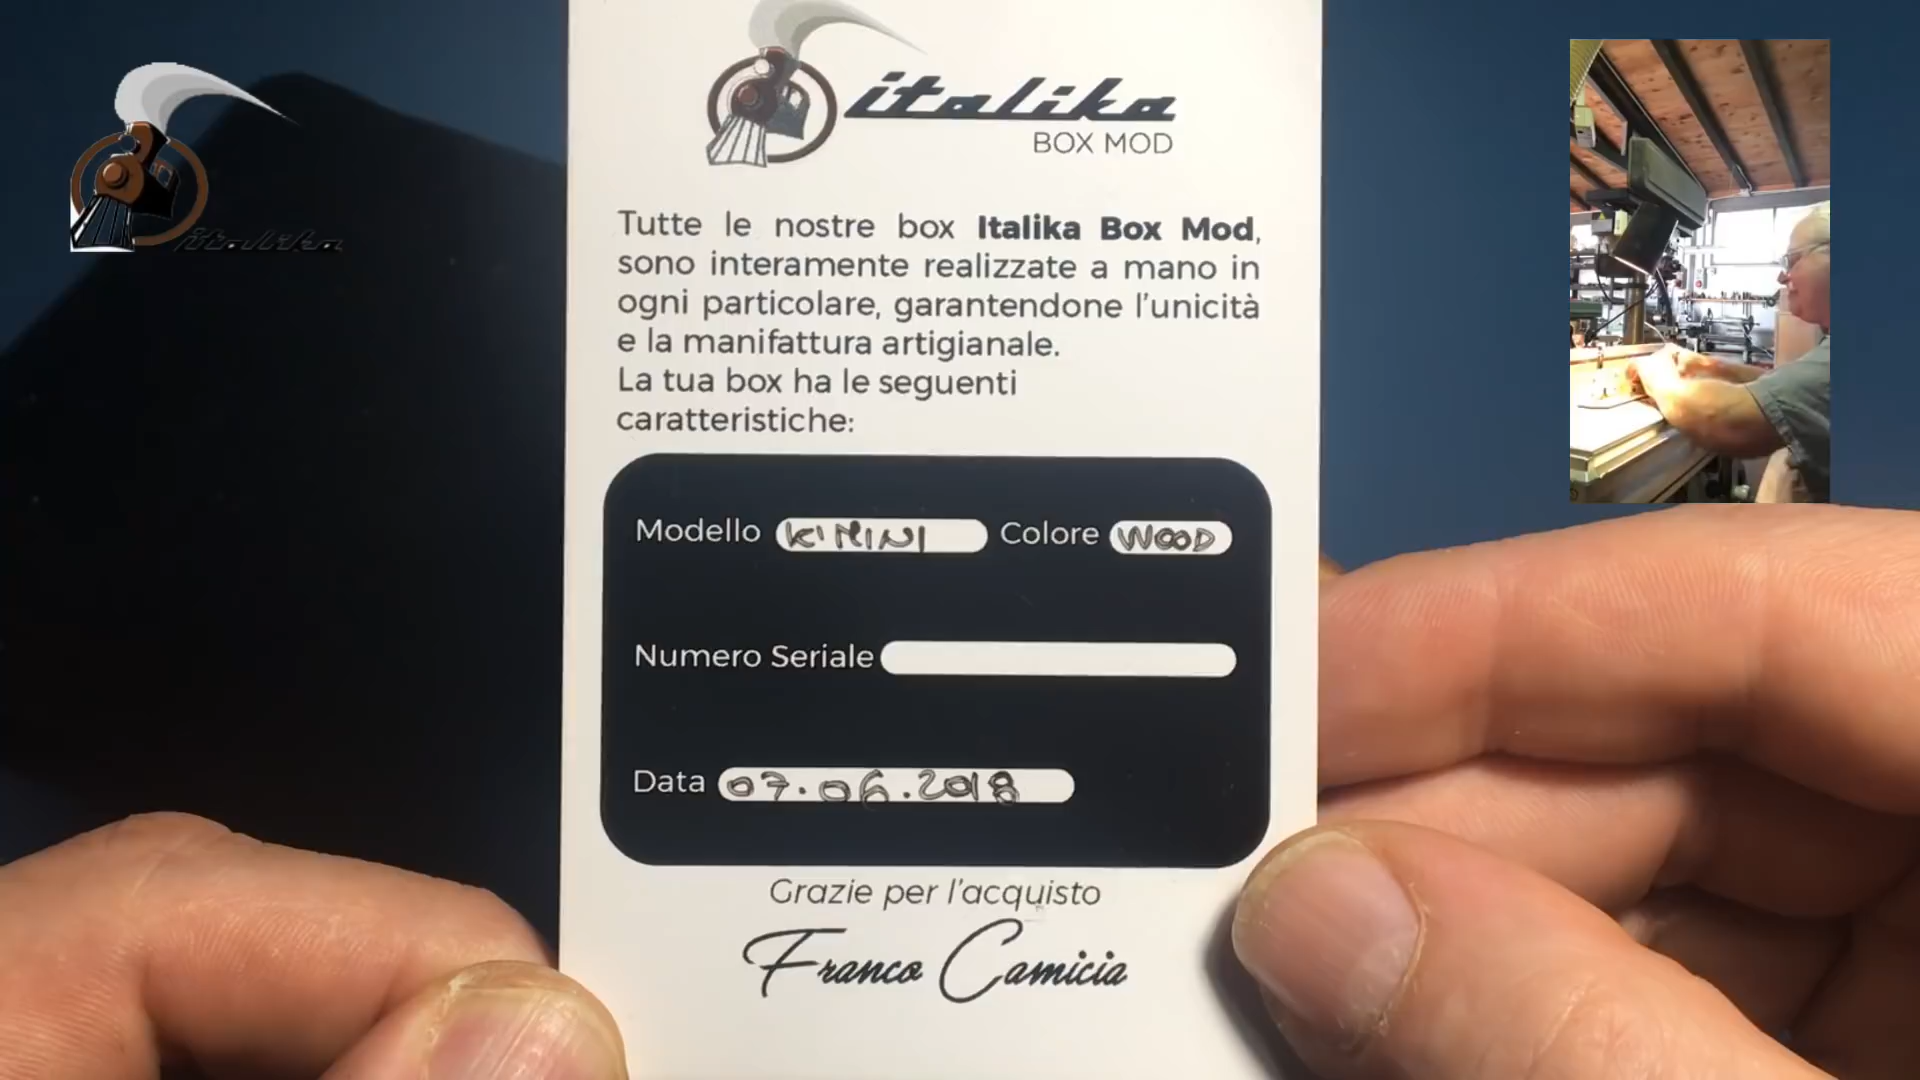 italika
BOX MOD
italika
Tutte le nostre box Italika Box Mod,
sono interamente realizzate a mano in
ogni particolare, garantendone l'unicità
e la manifattura artigianale.
La tua box ha le seguenti
caratteristiche:
Modello KIMINI Colore WOOD
Numero Seriale
Data 07.06.2018
Grazie per l'acquisto
Franco Camicia